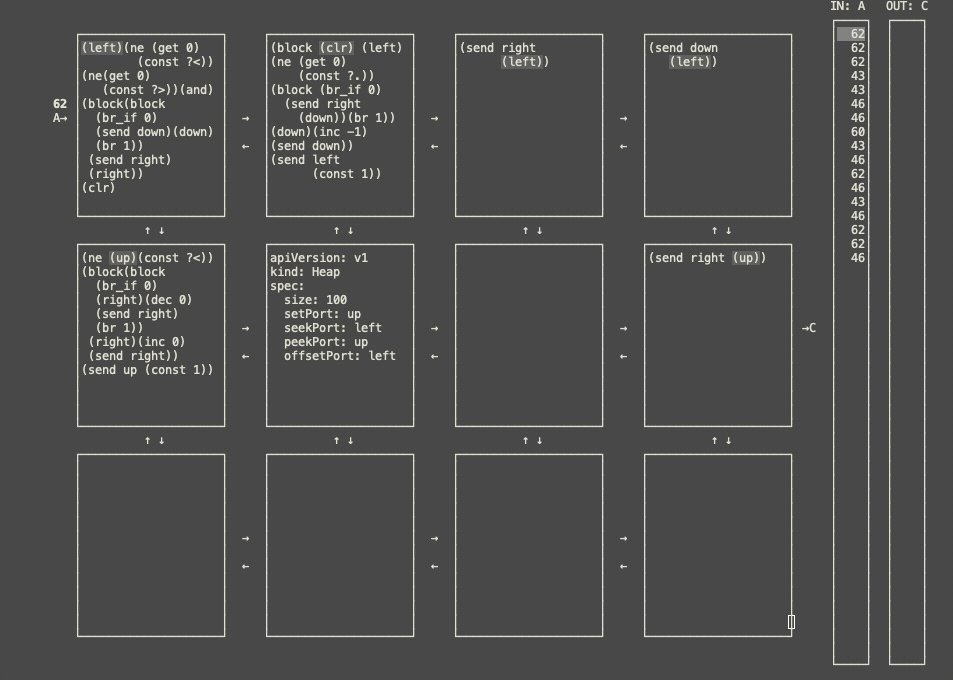 IN: A OUT: C
(left)(ne (get 0)
(const ?<))
(ne(get 0)
(const ?>))(and)
(block(block
(br_if 0)
(send down)(down)
(br 1))
(send right)
(right))
(clr)
62
A→
→
←
(block (clr) (left)
(ne (get 0)
(const ?.))
(block (br_if 0)
(send right
(down))(br 1))
(down)(inc −1)
(send down))
(send left
(const 1))
→
←
(send right
(left))
→
←
(send down
(left))
↑ ↓
↑ ↓
↑ ↓
↑ ↓
(ne (up)(const ?<))
(block(block
(br_if 0)
(right)(dec 0)
(send right)
(br 1))
(right)(inc 0)
(send right))
(send up (const 1))
→
←
apiVersion: v1
kind: Heap
spec:
size: 100
setPort: up
seekPort: left
peekPort: up
offsetPort: left
→
←
→
←
(send right (up))
→C
↑ ↓
↑ ↓
↑ ↓
↑ ↓
→
←
→
←
→
←
62
62
62
43
43
46
46
60
43
46
62
46
43
46
62
62
46